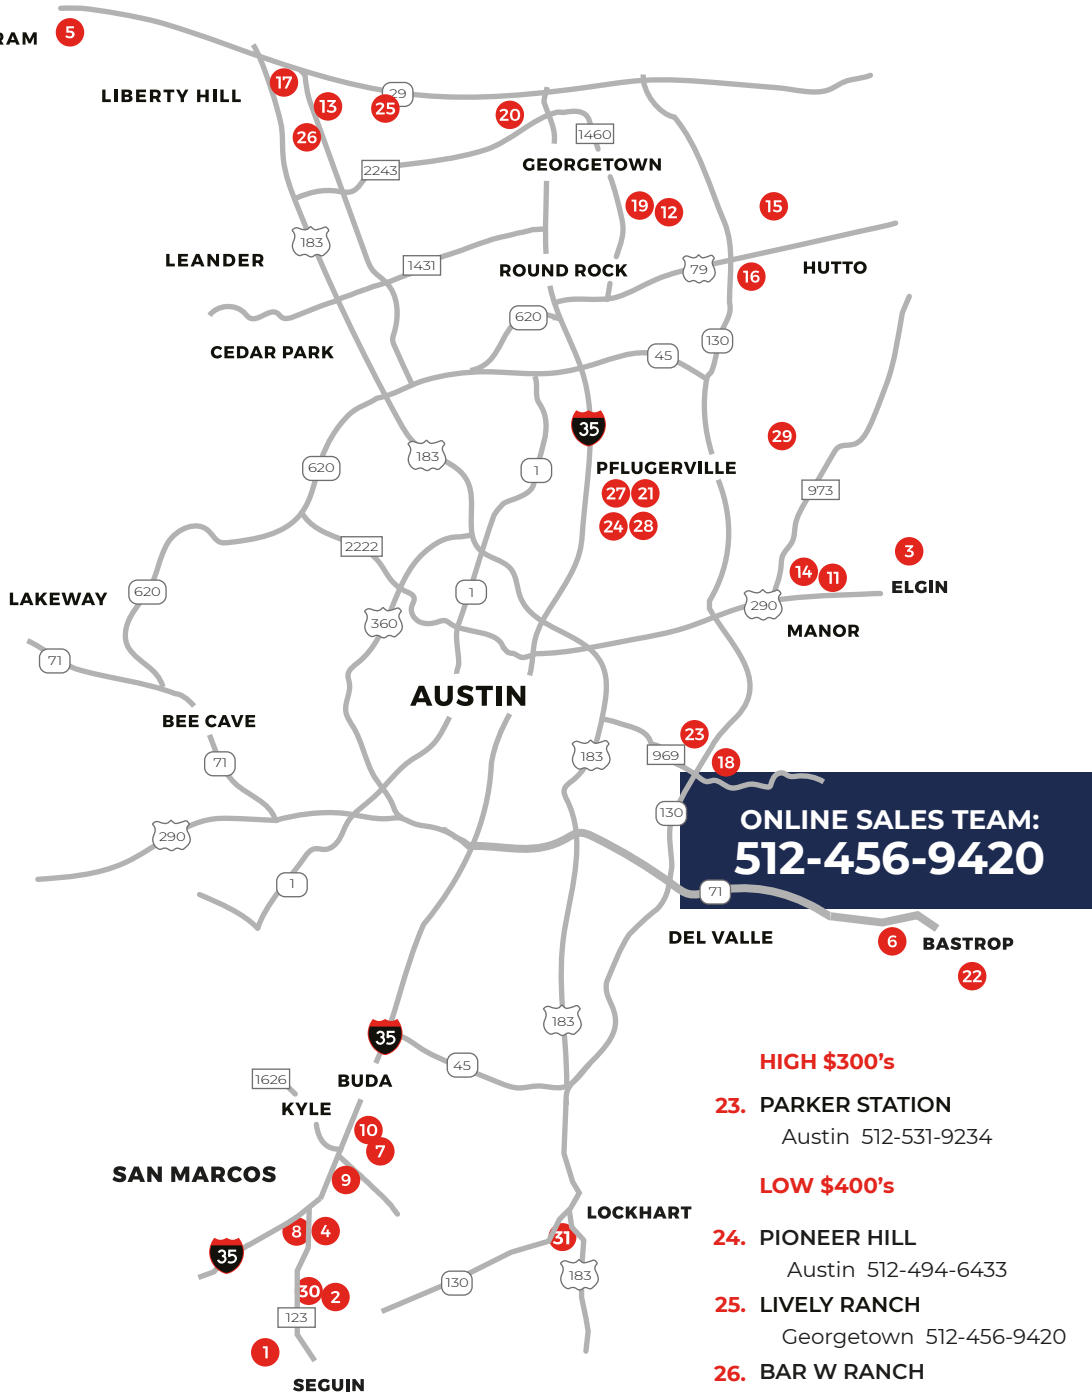 RAM 5
LIBERTY HILL 17
13 25 29
26 20
1460
2243 GEORGETOWN
19 12 15
183
LEANDER 1431 ROUND ROCK 79 HUTTO
16
620
CEDAR PARK 45 130
35
29
183
620 1 PFLUGERVILLE
27 21 973
24 28
2222 3
14 11
LAKEWAY 620 1 ELGIN
360 290
MANOR
71
AUSTIN
BEE CAVE
23
71 183 969 18
290 130
ONLINE SALES TEAM:
512-456-9420
1 71
DEL VALLE 6 BASTROP
22
183
35
45
1626 BUDA
KYLE
10
7
SAN MARCOS 9
LOCKHART
8 4 31
35
130 183
30 2
123
1
SEGUIN
HIGH $300's
23. PARKER STATION
Austin 512-531-9234
LOW $400's
24. PIONEER HILL
Austin 512-494-6433
25. LIVELY RANCH
Georgetown 512-456-9420
26. BAR W RANCH